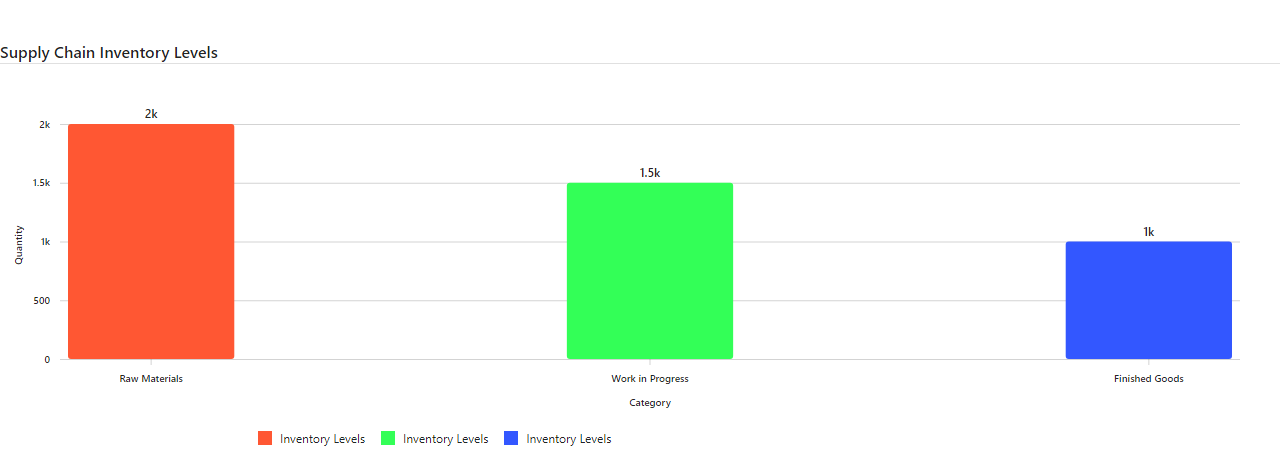 Supply Chain Inventory Levels
2k
2k
1.5k
1.5k
1k
1k
500
0
Quantity
Raw Materials
Work in Progress
Finished Goods
Category
Inventory Levels
Inventory Levels
Inventory Levels